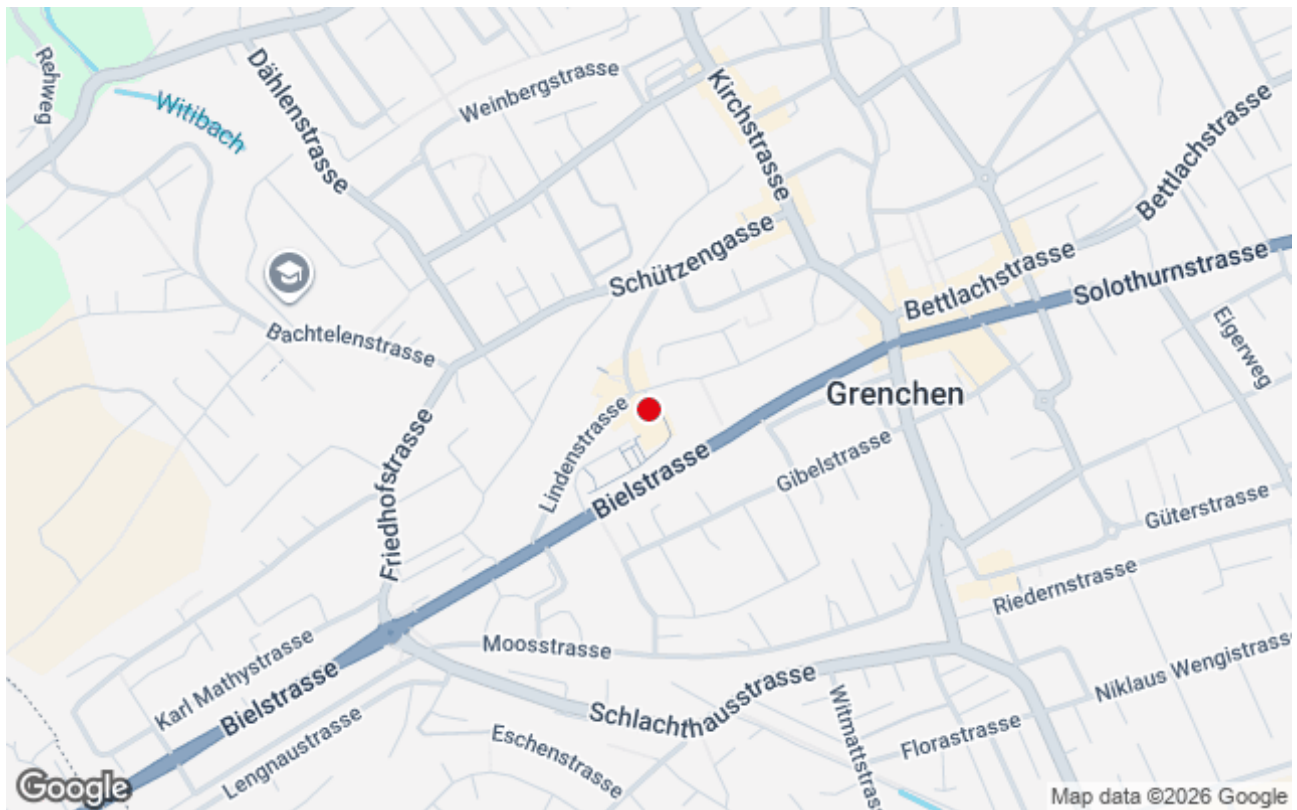 Rehweg
Witibach
Dählenstrasse
Weinbergstrasse
Kirchstrasse
Bettlachstrasse
Schützengasse
Bettlachstrasse
Solothurnstrasse
Bachtelenstrasse
Eigerweg
Grenchen
Lindenstrasse
Friedhofstrasse
Bielstrasse
Gibelstrasse
Güterstrasse
Riedernstrasse
Moosstrasse
Karl Mathystrasse
Bielstrasse
Schlachthausstrasse
Niklaus Wengistrasse
Lengnaustrasse
Eschenstrasse
Witmattstrasse
Florastrasse
Google
Map data ©2026 Google